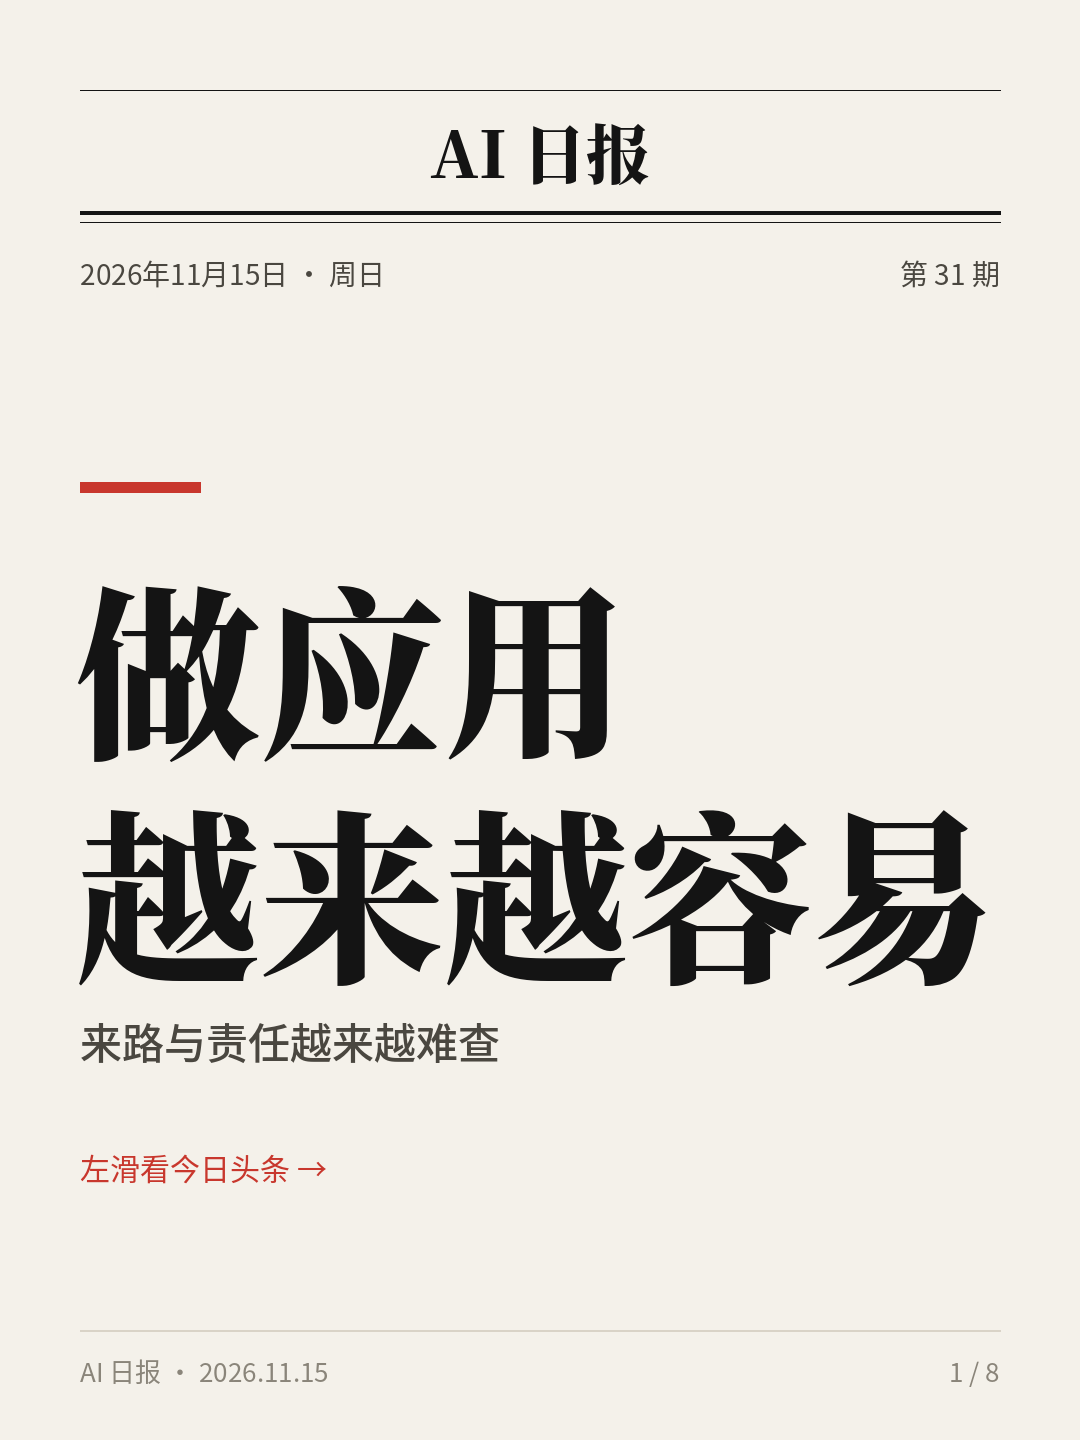 AI 日报
2026年11月15日 · 周日
第 31 期
做应用
越来越容易
来路与责任越来越难查
左滑看今日头条 →
AI 日报 · 2026.11.15
1 / 8